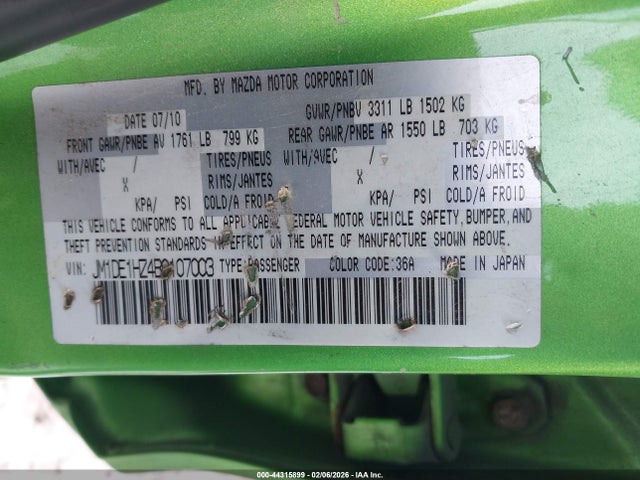 MFD. BY MAZDA MOTOR CORPORATION
DATE 07/10 GVWR/PNBV 3311 LB 1502 KG
FRONT GAWR/PNBE AV 1761 LB 799 KG REAR GAWR/PNBE AR 1550 LB 703 KG
WITH/AVEC / TIRES/PNEUS WITH/AVEC / TIRES/PNEUS
X RIMS/JANTES X RIMS/JANTES
KPA/ PSI COLD/A FROID KPA/ PSI COLD/A FROID
THIS VEHICLE CONFORMS TO ALL APPLICABLE FEDERAL MOTOR VEHICLE SAFETY, BUMPER, AND
THEFT PREVENTION STANDARDS IN EFFECT ON THE DATE OF MANUFACTURE SHOWN ABOVE.
VIN: TYPE:PASSENGER COLOR CODE:36A MADE IN JAPAN
000-44315899 - 02/06/2026 - © IAA Inc.